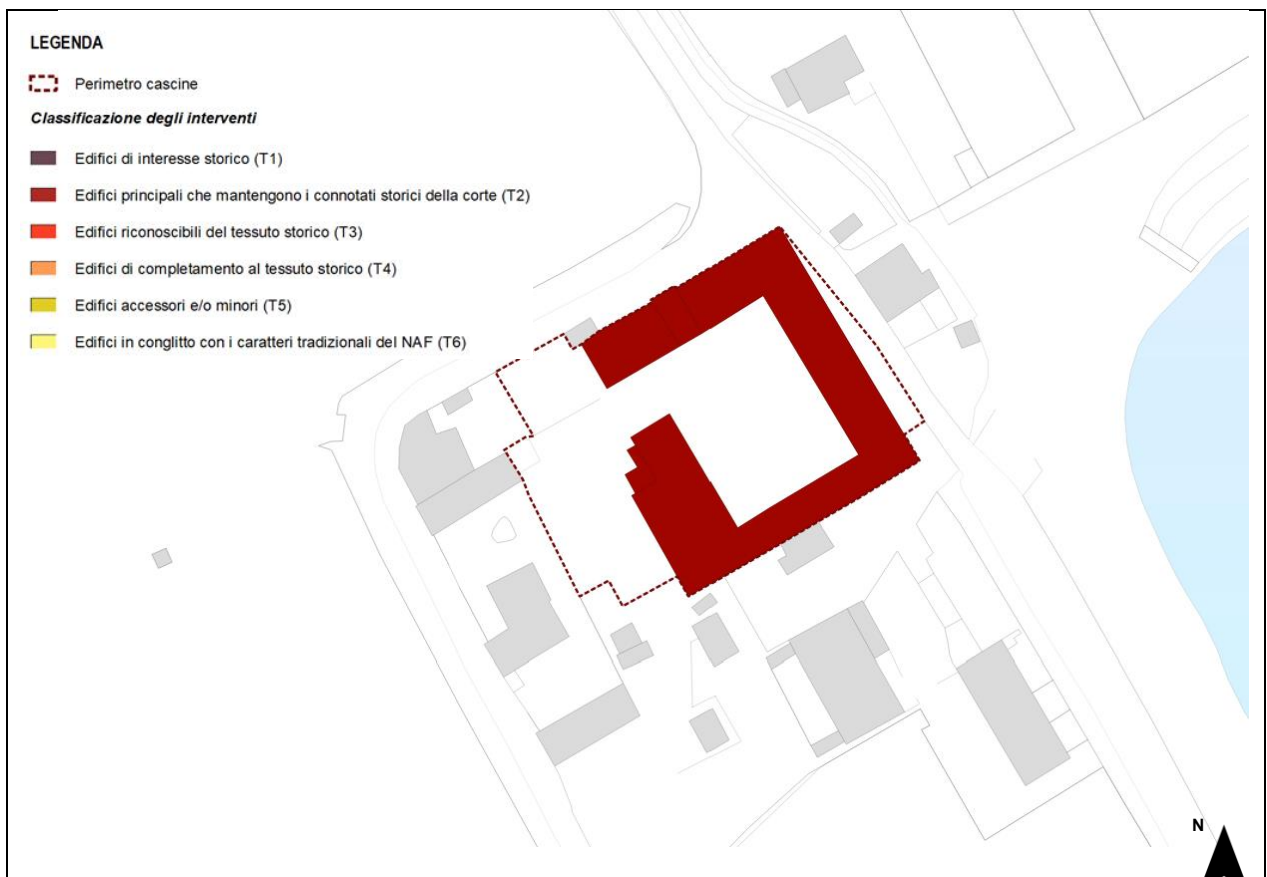 LEGENDA
Perimetro cascine
Classificazione degli interventi
Edifici di interesse storico (T1)
Edifici principali che mantengono i connotati storici della corte (T2)
Edifici riconoscibili del tessuto storico (T3)
Edifici di completamento al tessuto storico (T4)
Edifici accessori e/o minori (T5)
Edifici in conglitto con i caratteri tradizionali del NAF (T6)
N